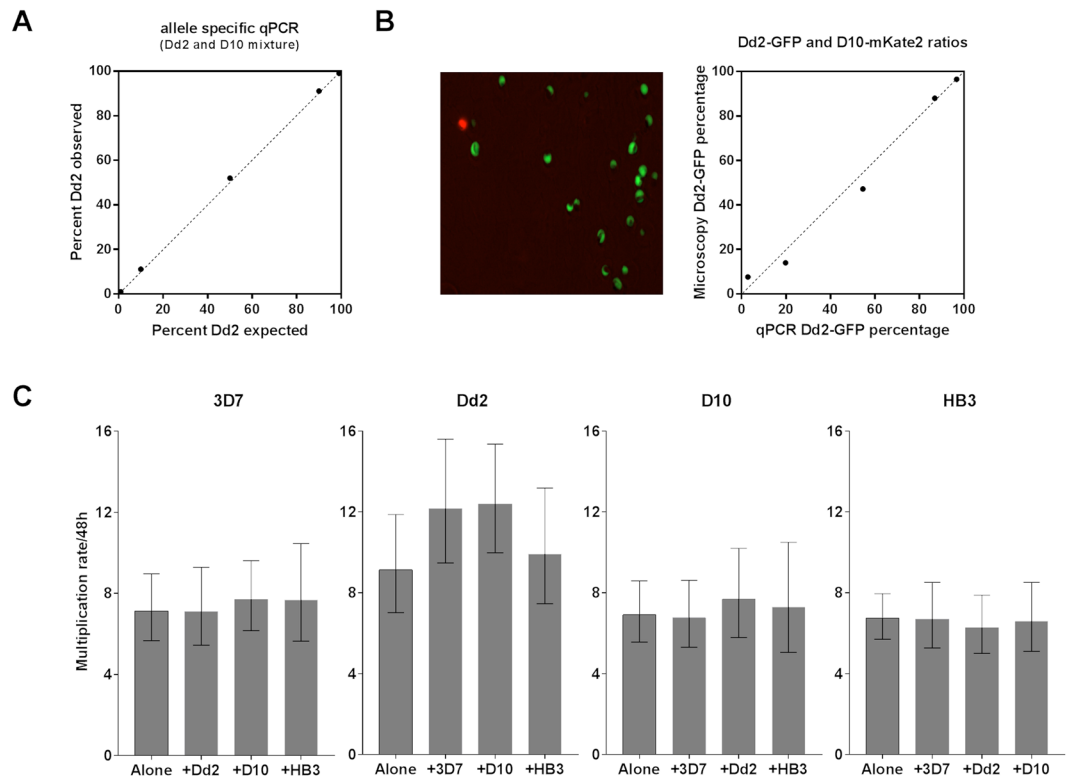 A
allele specific qPCR
(Dd2 and D10 mixture)
Percent Dd2 observed
100
80
60
40
20
0
0 20 40 60 80 100
Percent Dd2 expected
B
Dd2-GFP and D10-mKate2 ratios
Microscopy Dd2-GFP percentage
100
80
60
40
20
0
0 20 40 60 80 100
qPCR Dd2-GFP percentage
C
3D7
Multiplication rate/48h
16
12
8
4
0
Alone +Dd2 +D10 +HB3
Dd2
16
12
8
4
0
Alone +3D7 +D10 +HB3
D10
16
12
8
4
0
Alone +3D7 +Dd2 +HB3
HB3
16
12
8
4
0
Alone +3D7 +Dd2 +D10